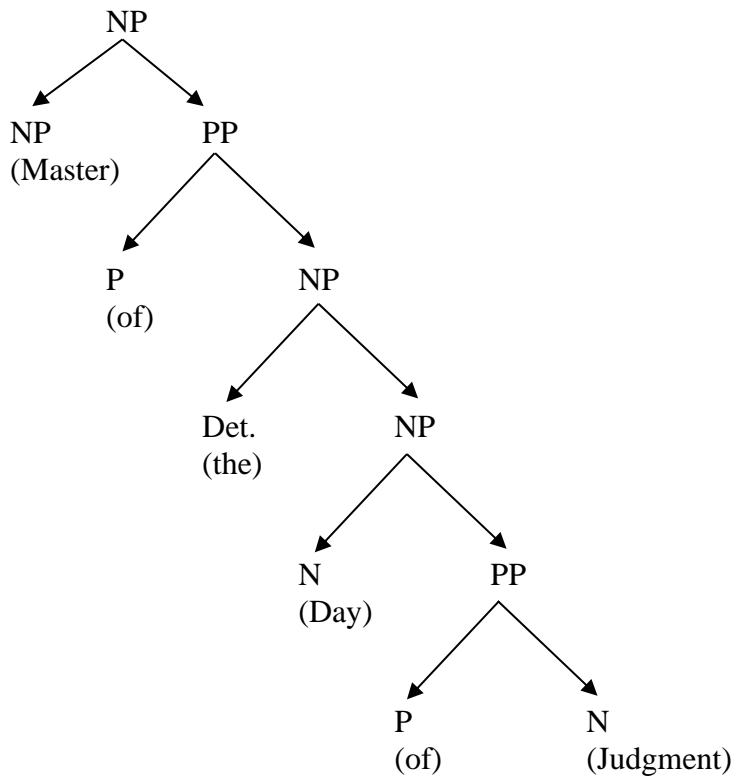 NP
NP PP
(Master)
P NP
(of)
Det. NP
(the)
N PP
(Day)
P N
(of) (Judgment)